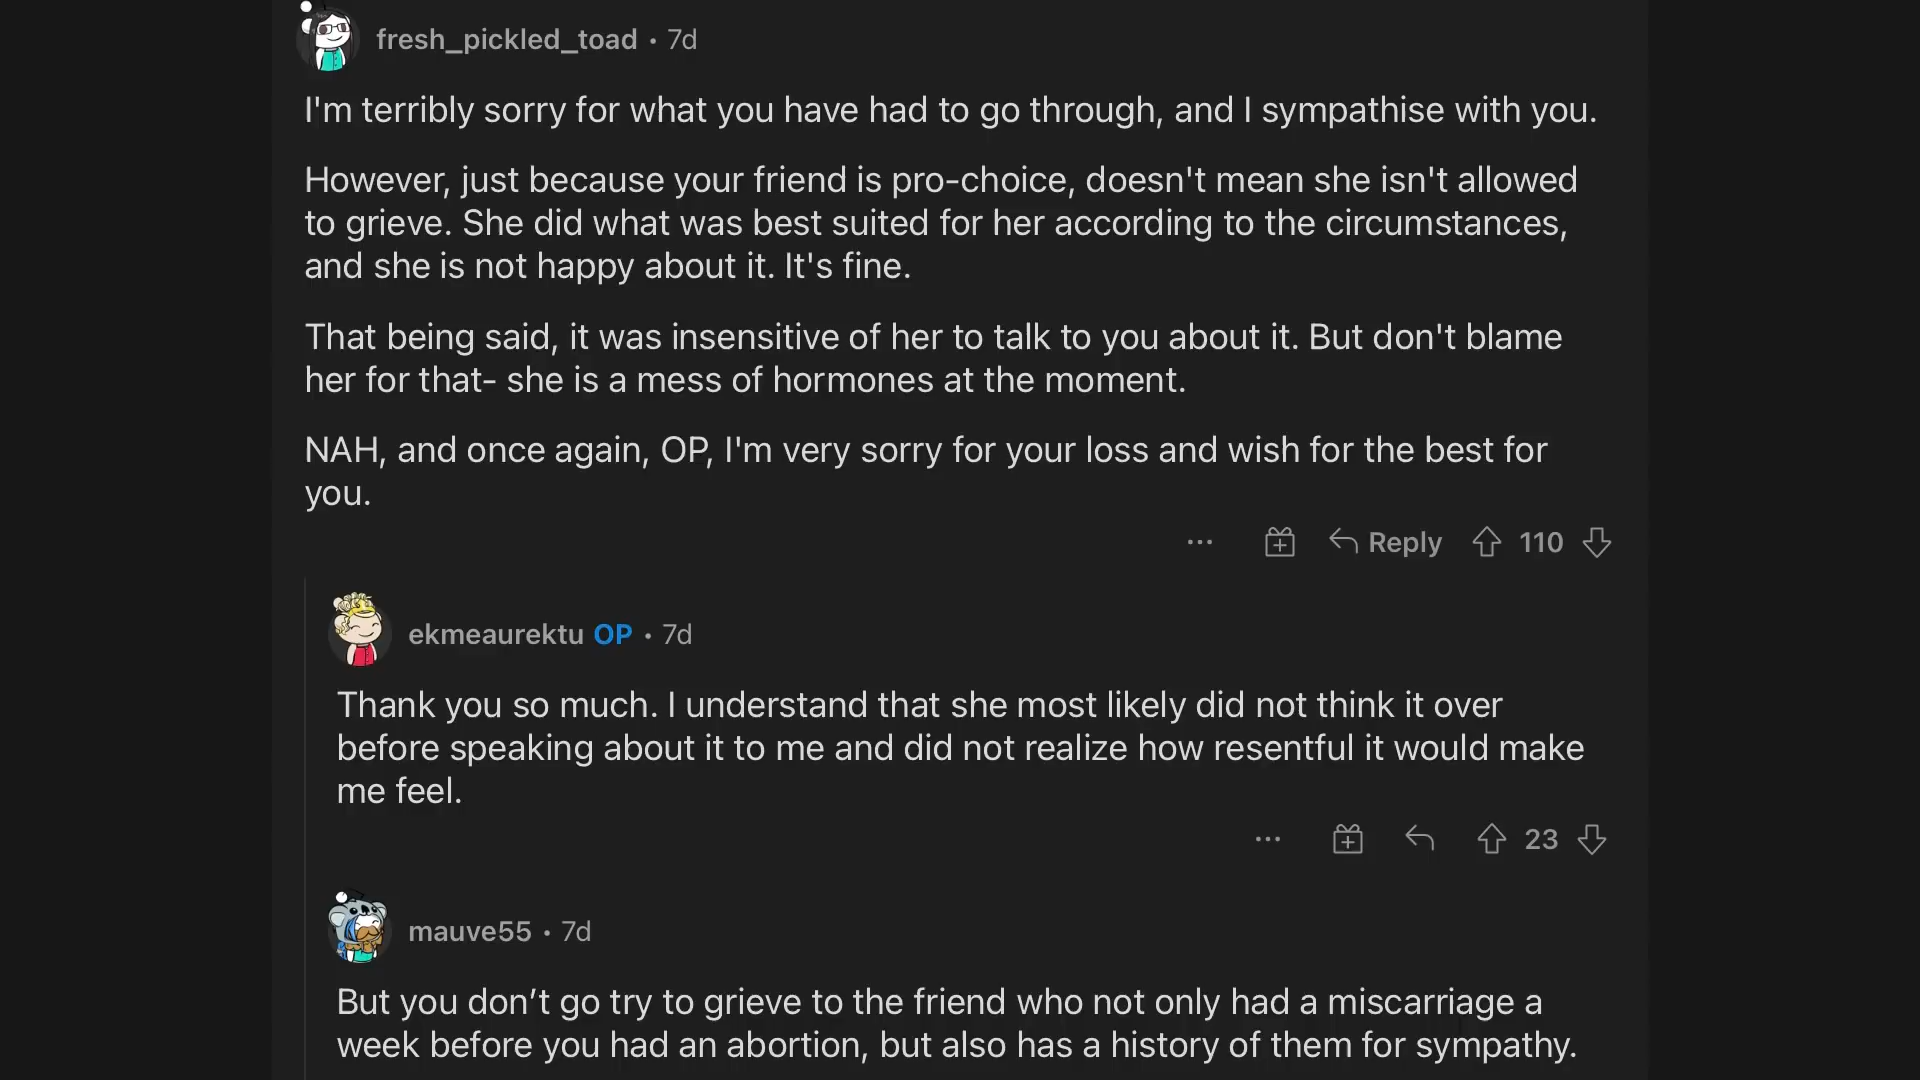 fresh_pickled_toad • 7d
I'm terribly sorry for what you have had to go through, and I sympathise with you.
However, just because your friend is pro-choice, doesn't mean she isn't allowed
to grieve. She did what was best suited for her according to the circumstances,
and she is not happy about it. It's fine.
That being said, it was insensitive of her to talk to you about it. But don't blame
her for that- she is a mess of hormones at the moment.
NAH, and once again, OP, I'm very sorry for your loss and wish for the best for
you.
... Reply 110
ekmeaurektu OP • 7d
Thank you so much. I understand that she most likely did not think it over
before speaking about it to me and did not realize how resentful it would make
me feel.
... 23
mauve55 • 7d
But you don’t go try to grieve to the friend who not only had a miscarriage a
week before you had an abortion, but also has a history of them for sympathy.